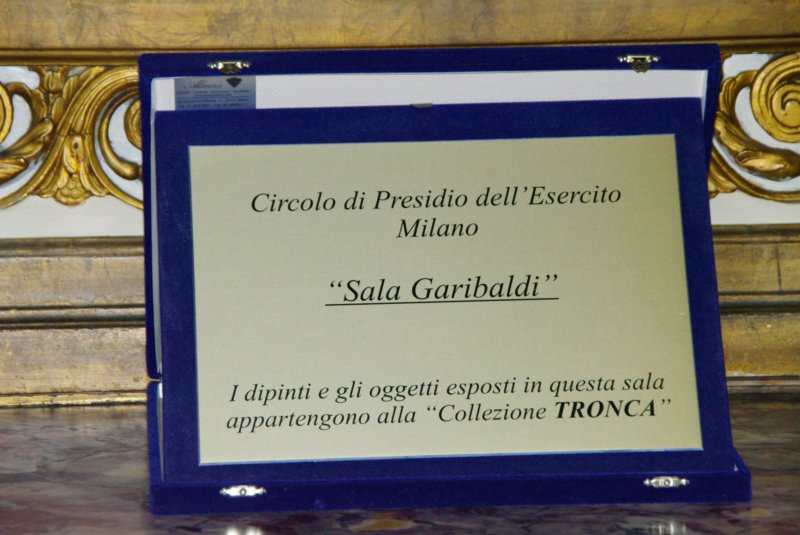 Circolo di Presidio dell'Esercito
Milano
“Sala Garibaldi”
I dipinti e gli oggetti esposti in questa sala
appartengono alla “Collezione TRONCA”